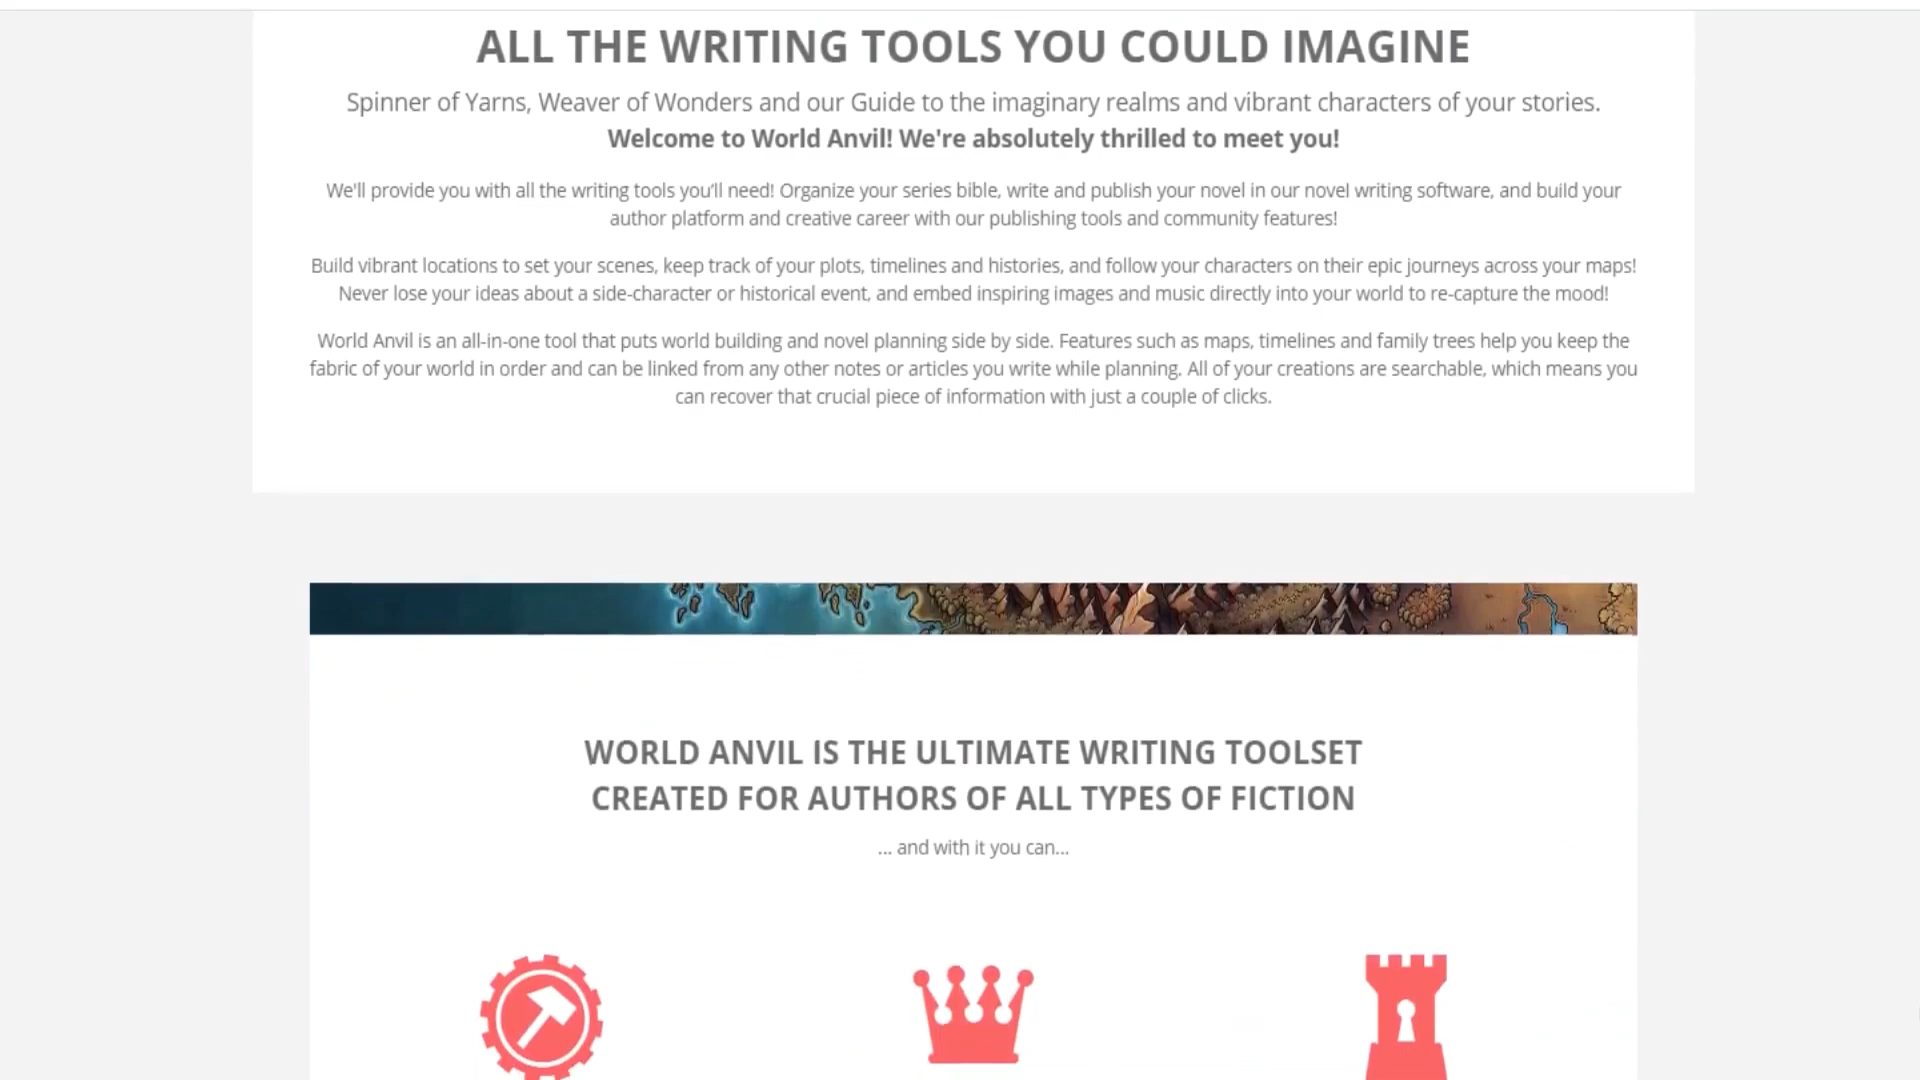 ALL THE WRITING TOOLS YOU COULD IMAGINE
Spinner of Yarns, Weaver of Wonders and our Guide to the imaginary realms and vibrant characters of your stories.
Welcome to World Anvil! We're absolutely thrilled to meet you!
We'll provide you with all the writing tools you'll need! Organize your series bible, write and publish your novel in our novel writing software, and build your
author platform and creative career with our publishing tools and community features!
Build vibrant locations to set your scenes, keep track of your plots, timelines and histories, and follow your characters on their epic journeys across your maps!
Never lose your ideas about a side-character or historical event, and embed inspiring images and music directly into your world to re-capture the mood!
World Anvil is an all-in-one tool that puts world building and novel planning side by side. Features such as maps, timelines and family trees help you keep the
fabric of your world in order and can be linked from any other notes or articles you write while planning. All of your creations are searchable, which means you
can recover that crucial piece of information with just a couple of clicks.
WORLD ANVIL IS THE ULTIMATE WRITING TOOLSET
CREATED FOR AUTHORS OF ALL TYPES OF FICTION
... and with it you can...